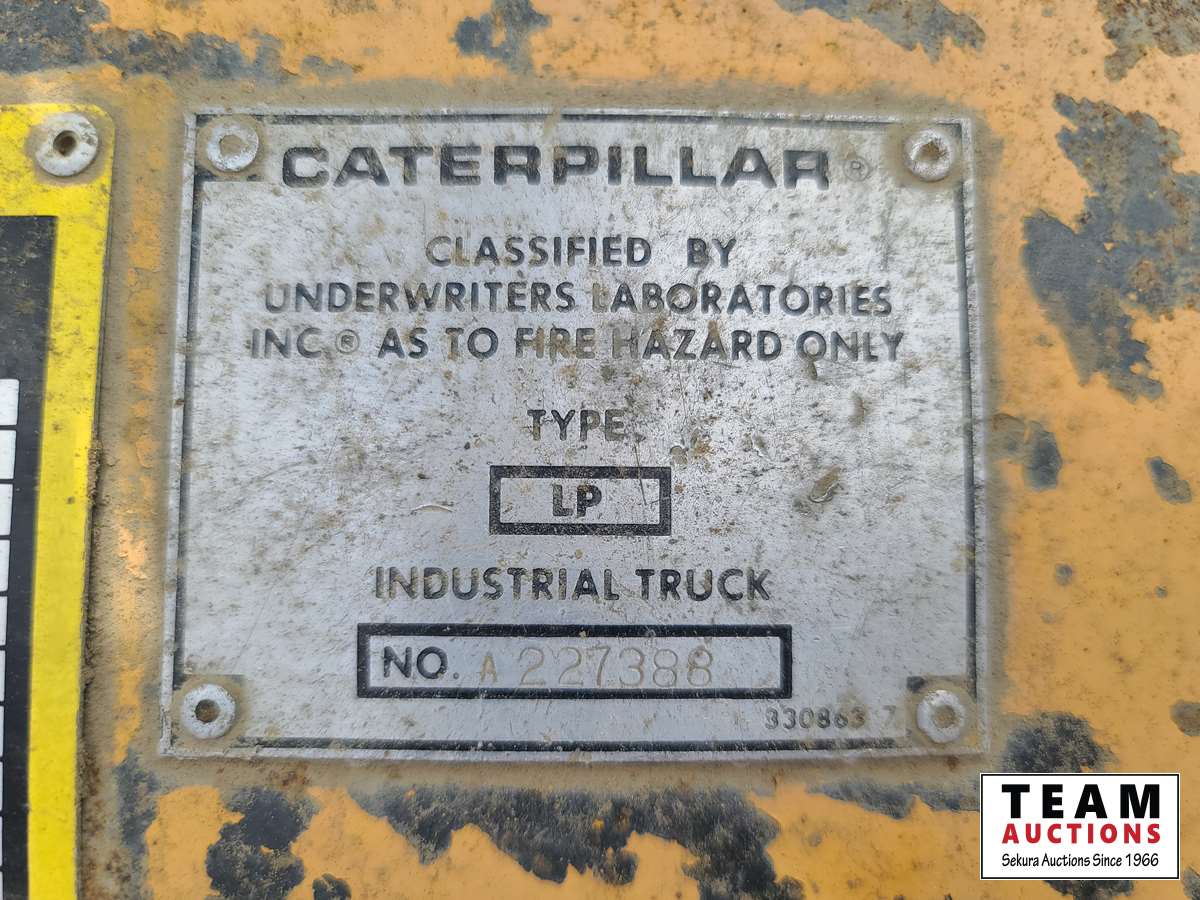 CATERPILLAR®
CLASSIFIED BY
UNDERWRITERS LABORATORIES
INC® AS TO FIRE HAZARD ONLY
TYPE
LP
INDUSTRIAL TRUCK
NO. A 227388
330863 7
TEAM
AUCTIONS
Sekura Auctions Since 1966